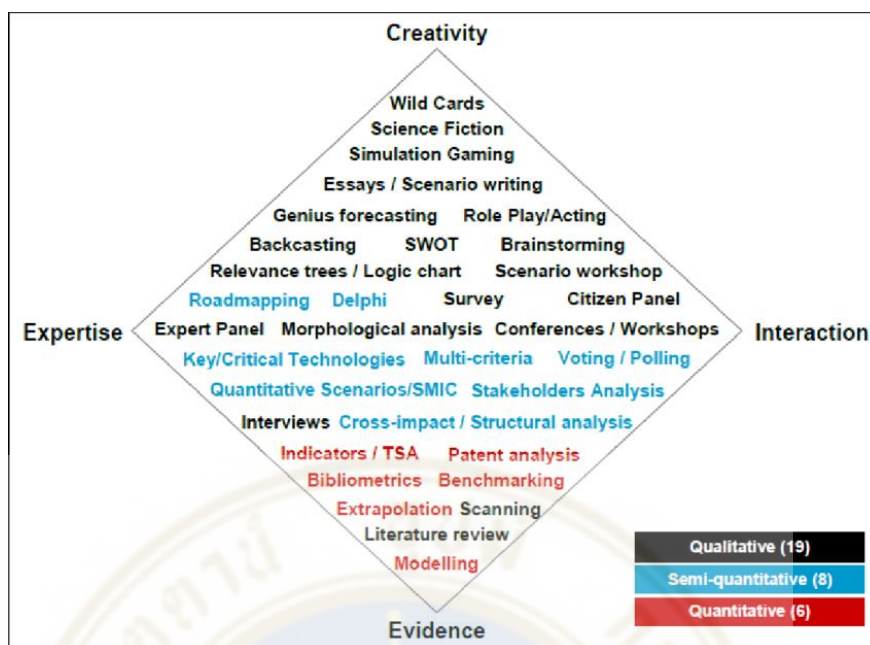 Creativity
Wild Cards
Science Fiction
Simulation Gaming
Essays / Scenario writing
Genius forecasting Role Play/Acting
Backcasting SWOT Brainstorming
Relevance trees / Logic chart Scenario workshop
Roadmapping Delphi Survey Citizen Panel
Expertise Expert Panel Morphological analysis Conferences / Workshops Interaction
Key/Critical Technologies Multi-criteria Voting / Polling
Quantitative Scenarios/SMIC Stakeholders Analysis
Interviews Cross-impact / Structural analysis
Indicators / TSA Patent analysis
Bibliometrics Benchmarking
Extrapolation Scanning
Literature review
Modelling
Evidence
Qualitative (19)
Semi-quantitative (8)
Quantitative (6)